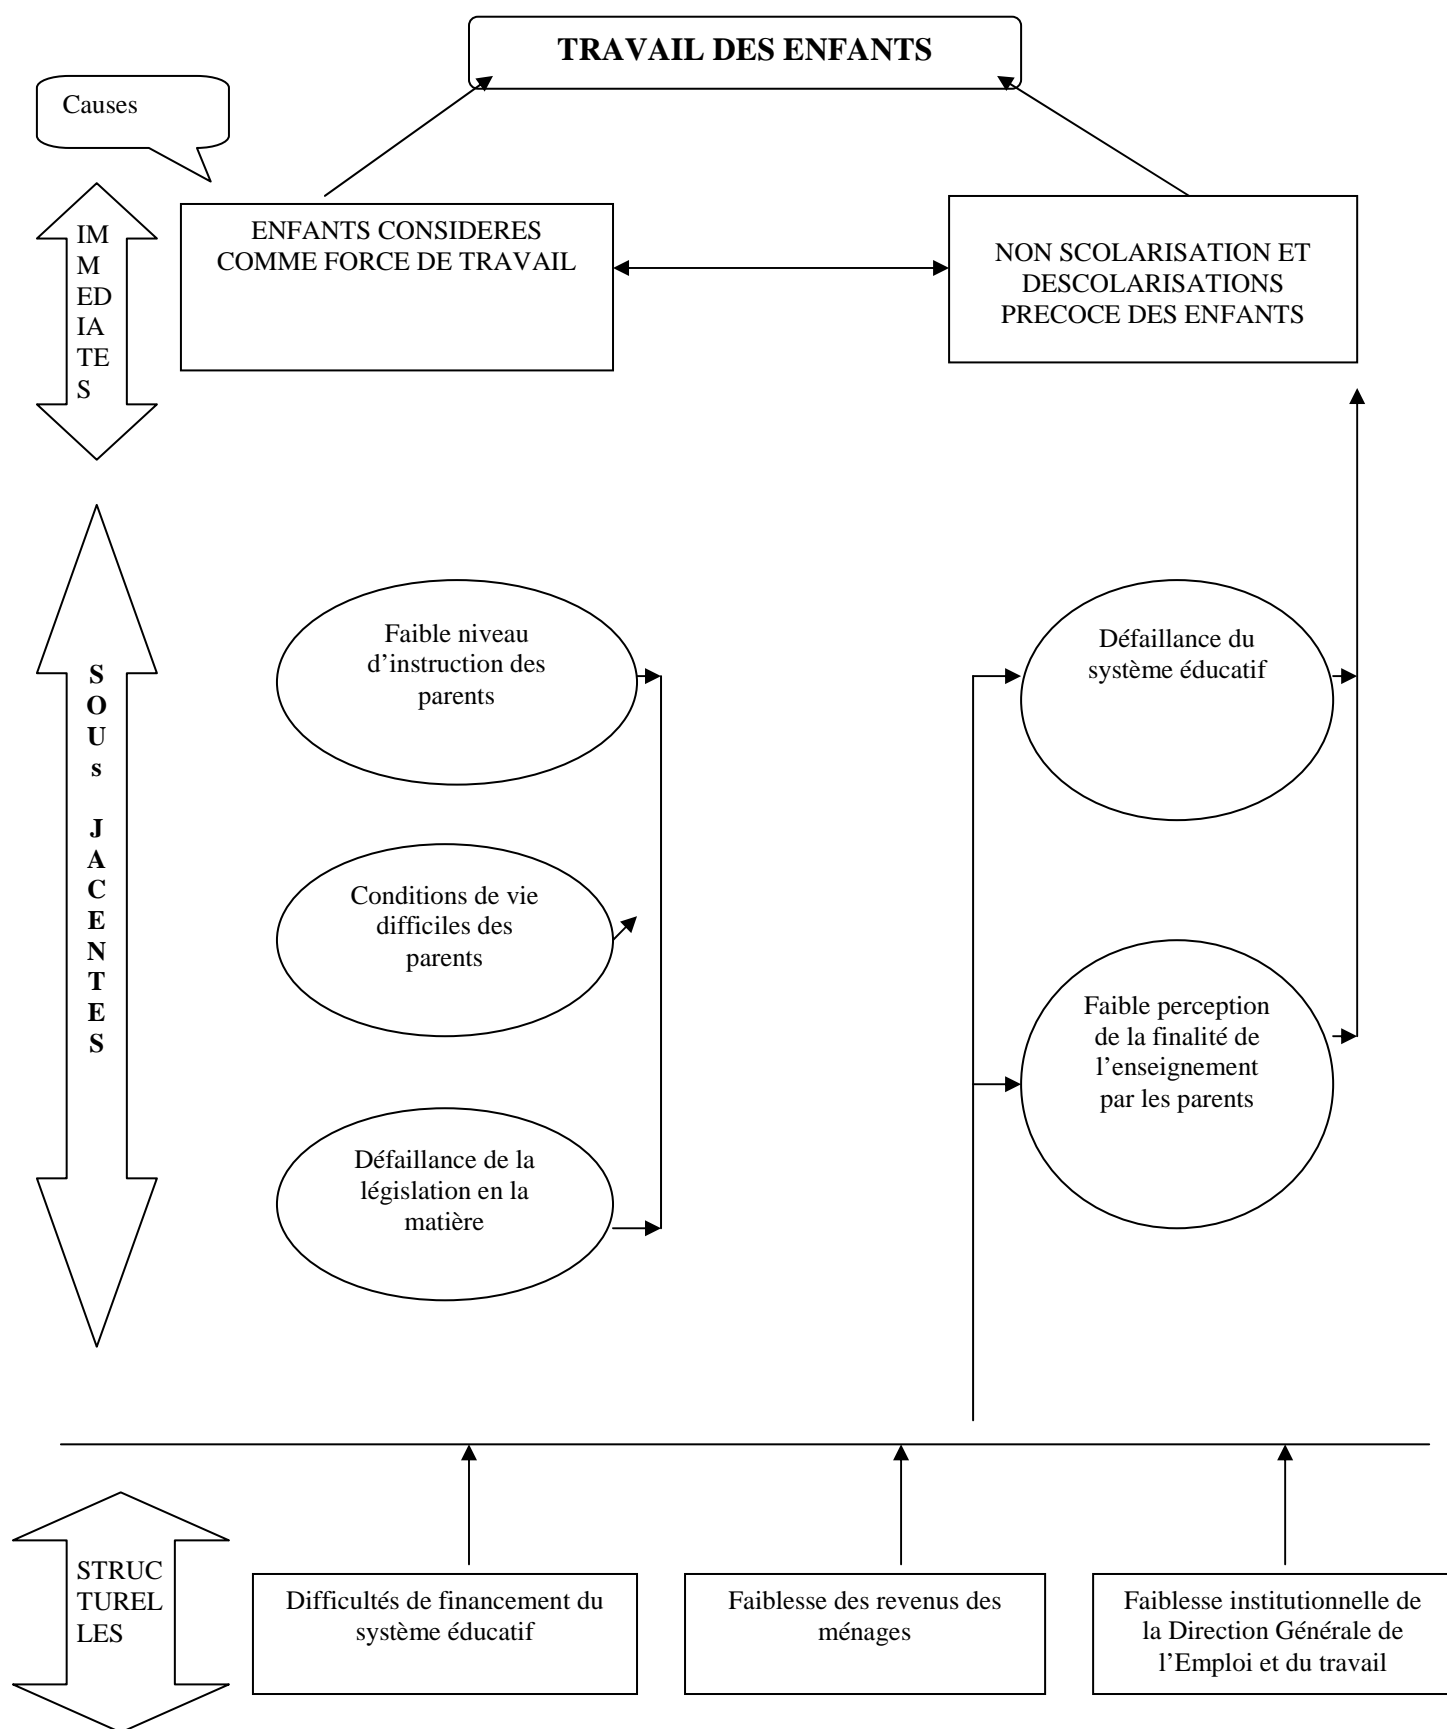 TRAVAIL DES ENFANTS
Causes
IM
M
ED
IA
TE
S
ENFANTS CONSIDERES
COMME FORCE DE TRAVAIL
NON SCOLARISATION ET
DESCOLARISATIONS
PRECOCE DES ENFANTS
S
O
U
s
J
A
C
E
N
T
E
S
Faible niveau
d’instruction des
parents
Défaillance du
système éducatif
Conditions de vie
difficiles des
parents
Faible perception
de la finalité de
l’enseignement
par les parents
Défaillance de la
législation en la
matière
STRUC
TUREL
LES
Difficultés de financement du
système éducatif
Faiblesse des revenus des
ménages
Faiblesse institutionnelle de
la Direction Générale de
l’Emploi et du travail